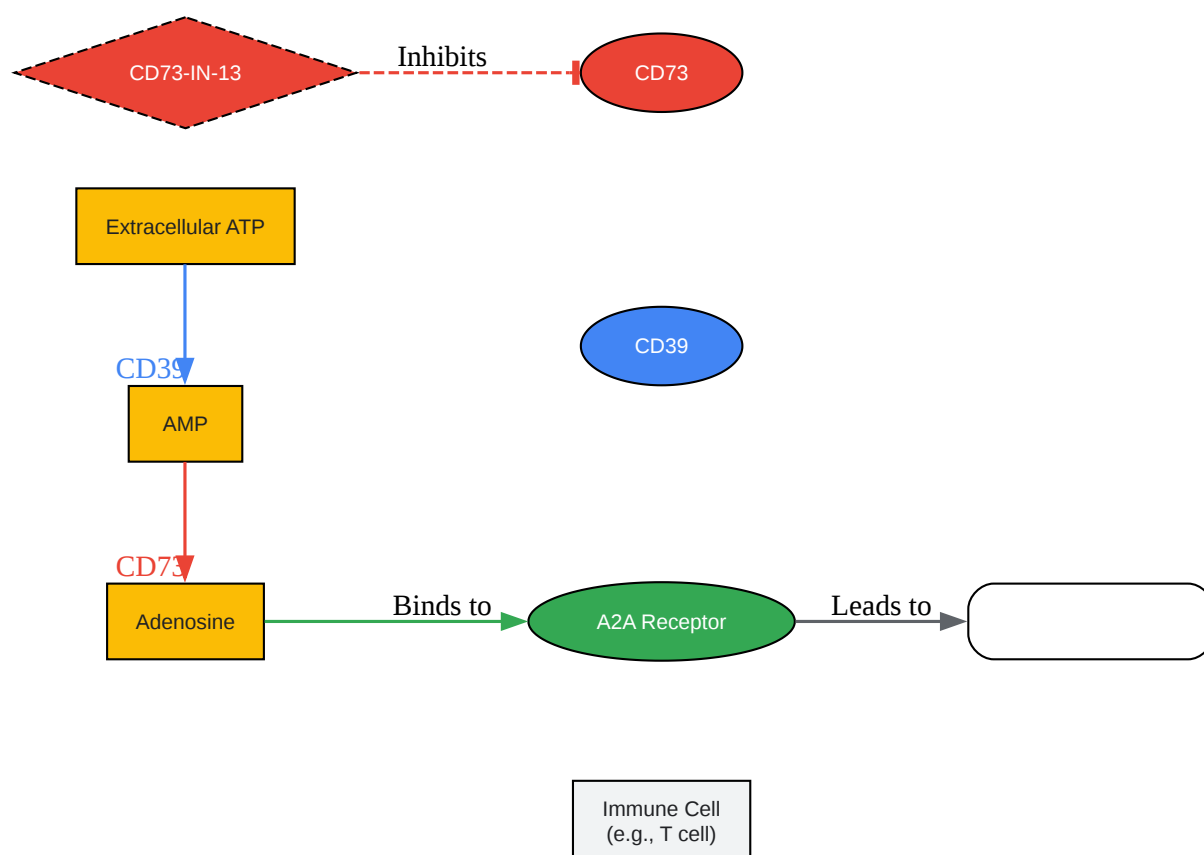 CD73-IN-13
Inhibits
CD73
Extracellular ATP
CD39
CD39
AMP
CD73
Adenosine
Binds to
A2A Receptor
Leads to
Immune Cell
(e.g., T cell)